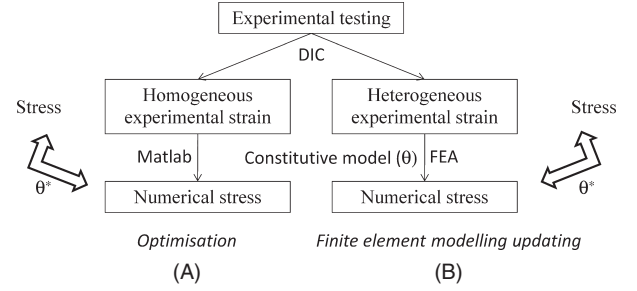 Experimental testing
DIC
Homogeneous
experimental strain
Heterogeneous
experimental strain
Stress
Stress
Matlab
Constitutive model (θ)
FEA
θ*
θ*
Numerical stress
Numerical stress
Optimisation
Finite element modelling updating
(A)
(B)